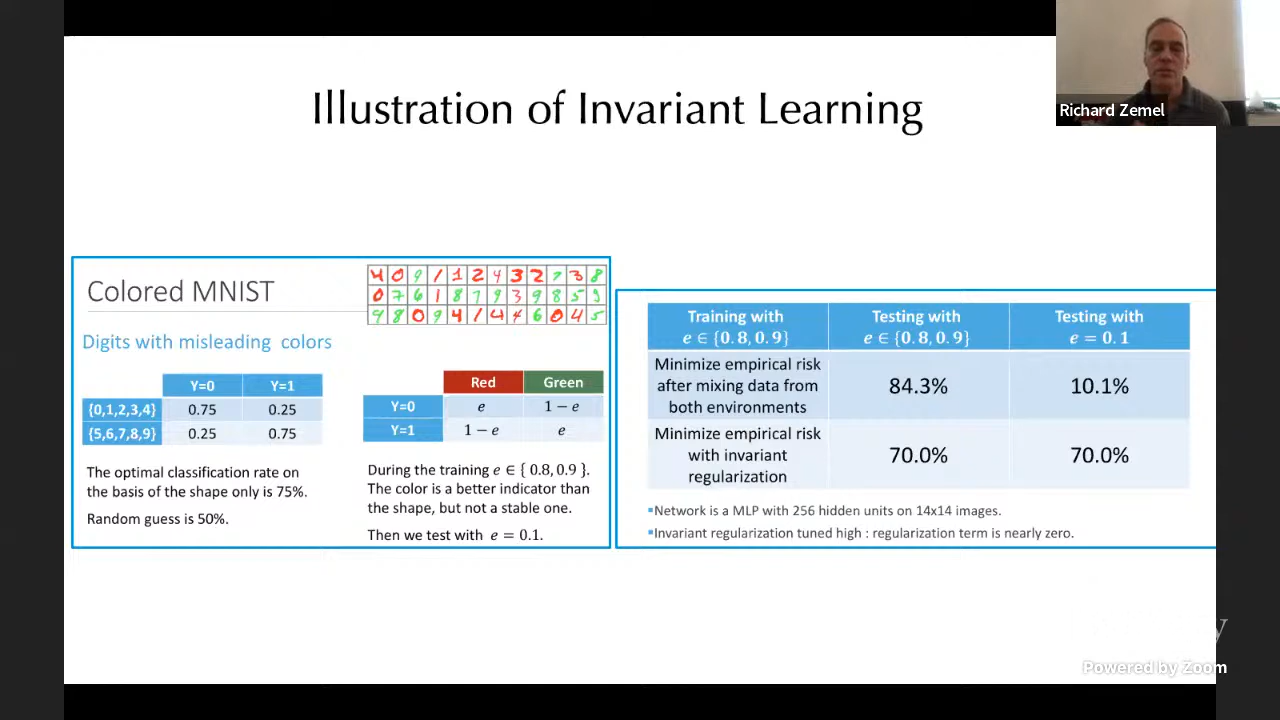 Illustration of Invariant Learning
Richard Zemel
Colored MNIST
4 0 9 1 1 2 4 3 2 7 3 8
0 7 6 1 8 7 9 3 9 8 5 9
9 8 0 9 4 1 4 4 6 0 4 5
Digits with misleading colors
Y=0 Y=1
{0,1,2,3,4} 0.75 0.25
{5,6,7,8,9} 0.25 0.75
The optimal classification rate on
the basis of the shape only is 75%.
Random guess is 50%.
Red Green
Y=0 e 1 − e
Y=1 1 − e e
During the training e ∈ { 0.8, 0.9 }.
The color is a better indicator than
the shape, but not a stable one.
Then we test with e = 0.1.
Training with Testing with Testing with
e ∈ {0.8, 0.9} e ∈ {0.8, 0.9} e = 0.1
Minimize empirical risk
after mixing data from 84.3% 10.1%
both environments
Minimize empirical risk
with invariant 70.0% 70.0%
regularization
▪Network is a MLP with 256 hidden units on 14x14 images.
▪Invariant regularization tuned high : regularization term is nearly zero.
y
Powered by Zoom